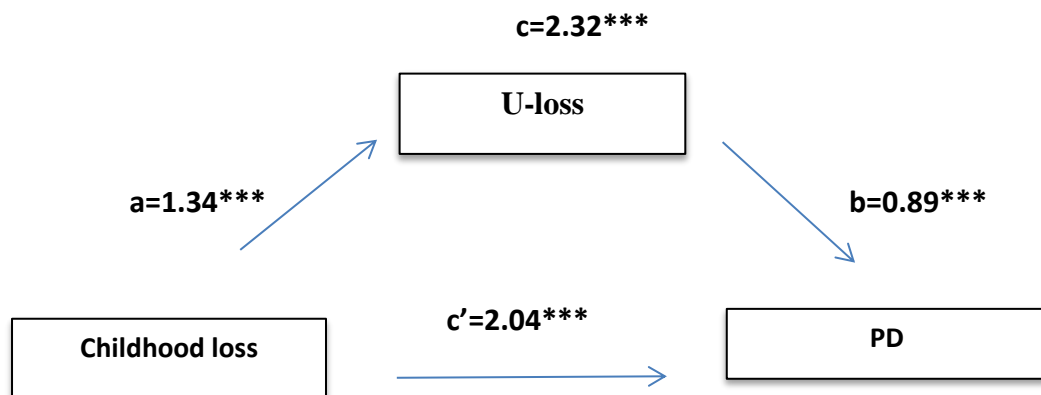 c=2.32***
U-loss
a=1.34***
b=0.89***
c’=2.04***
Childhood loss
PD